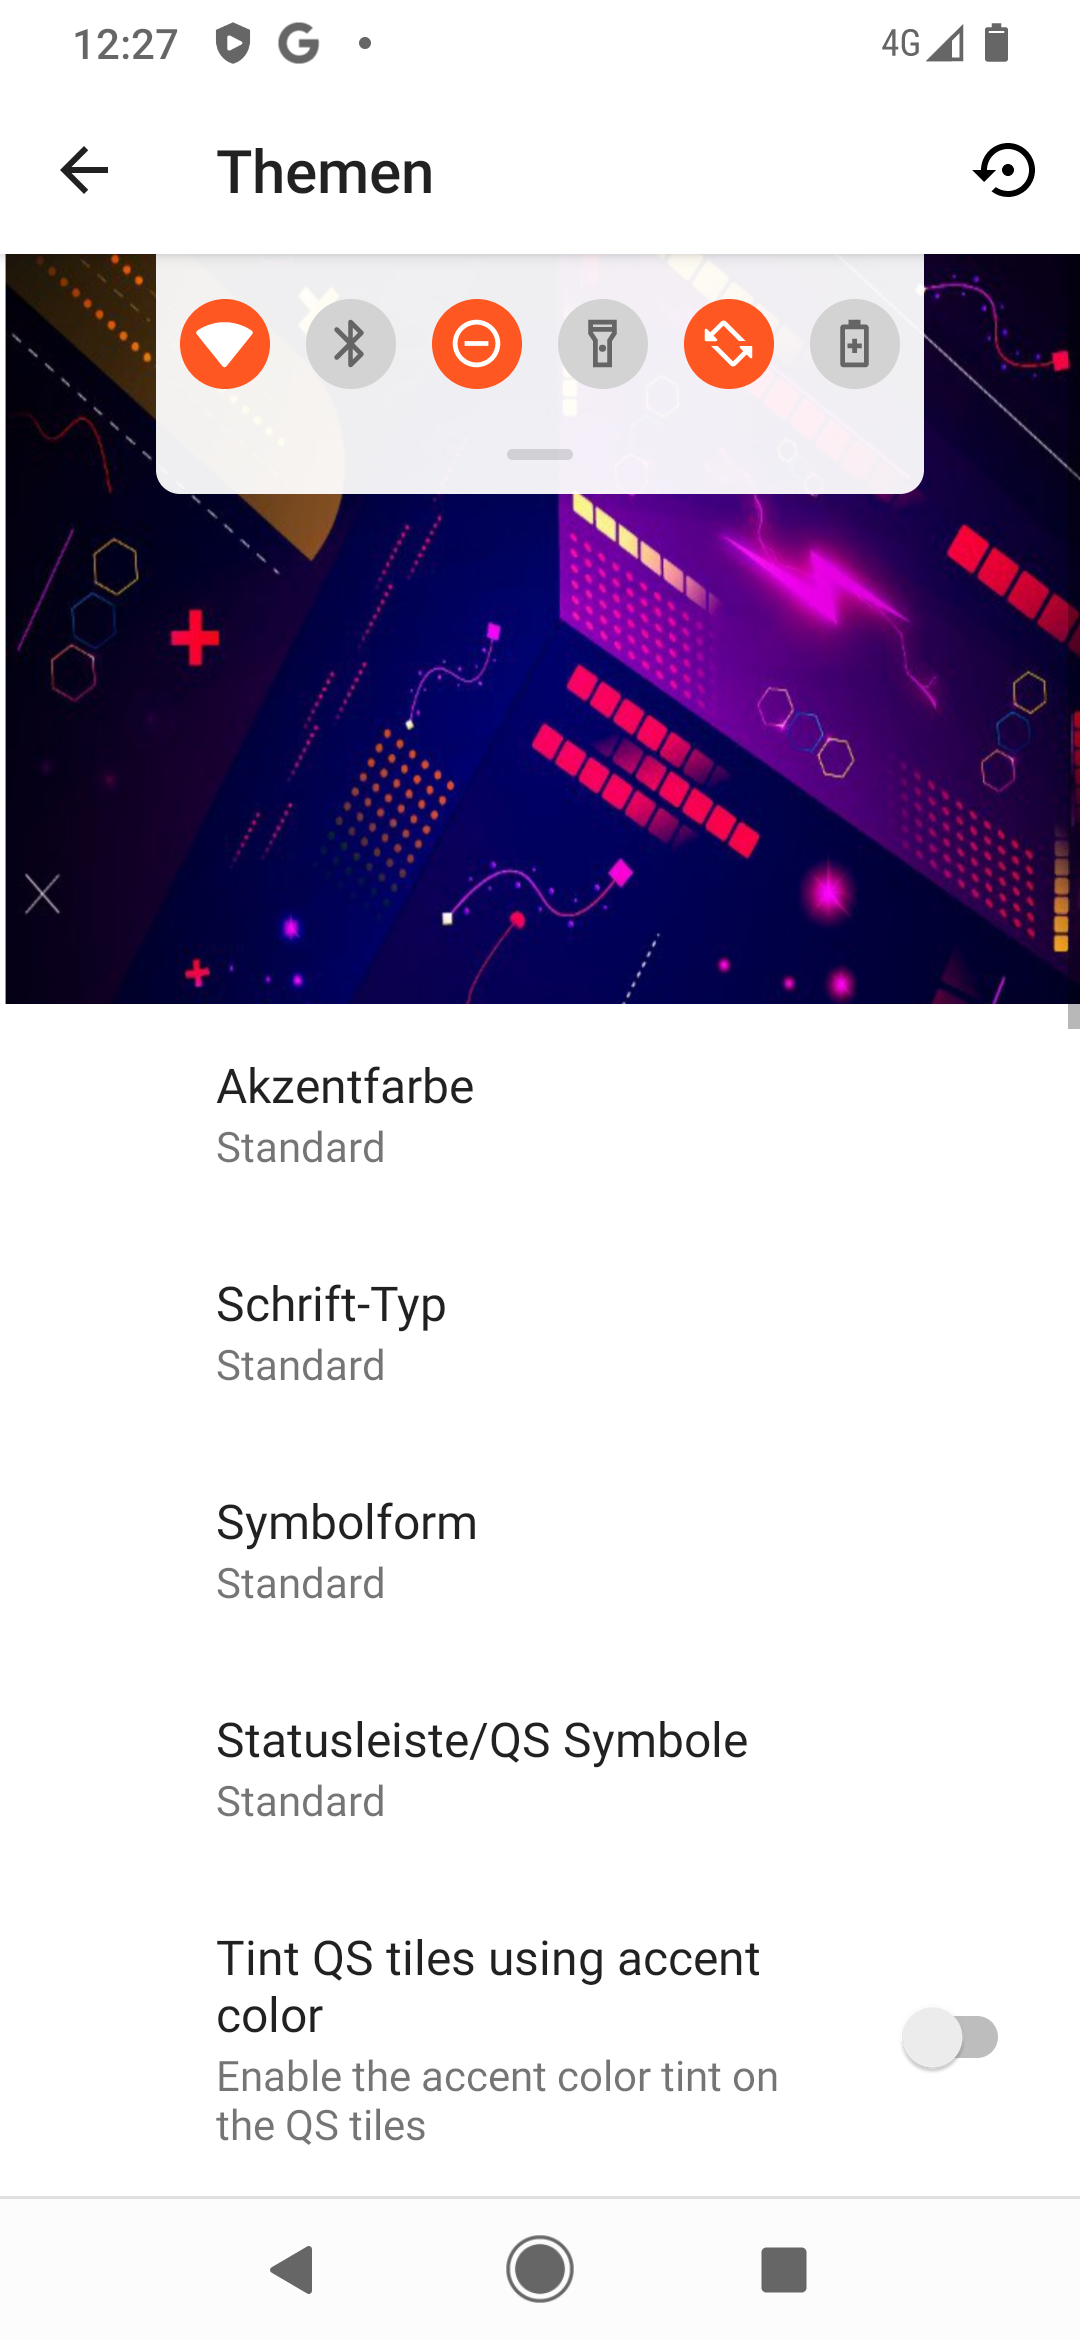 12:27
4G
Themen
Akzentfarbe
Standard
Schrift-Typ
Standard
Symbolform
Standard
Statusleiste/QS Symbole
Standard
Tint QS tiles using accent
color
Enable the accent color tint on
the QS tiles